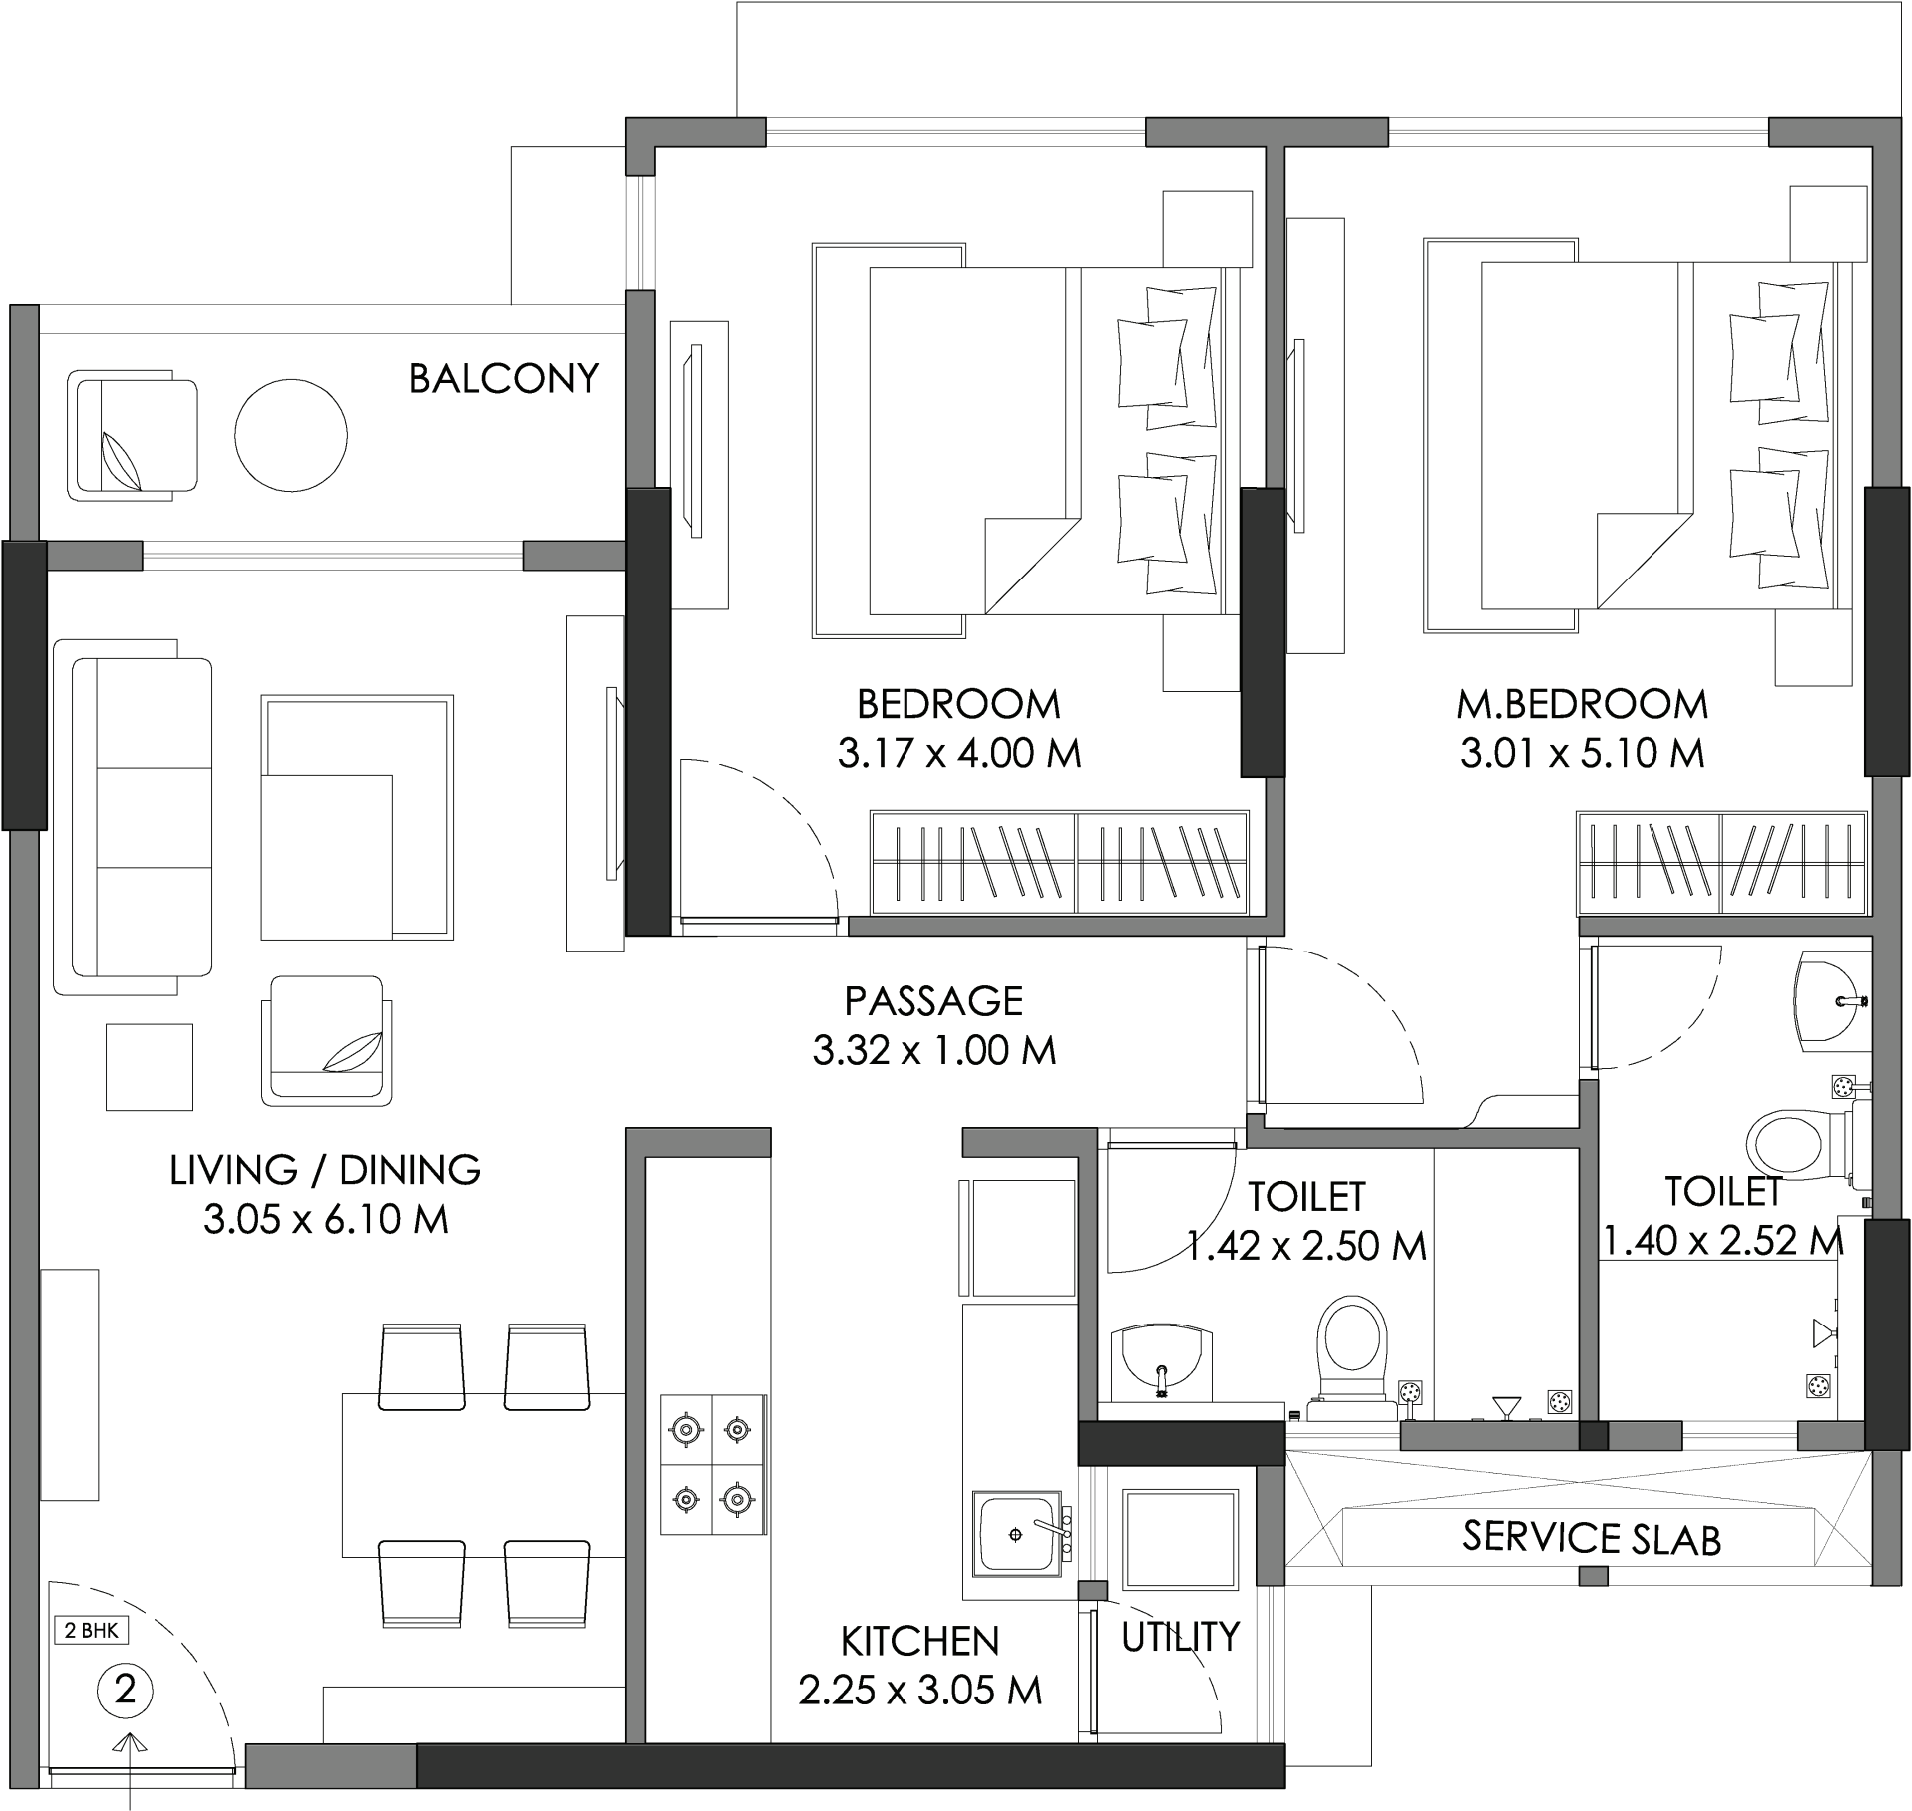 BALCONY
BEDROOM
3.17 x 4.00 M
M.BEDROOM
3.01 x 5.10 M
PASSAGE
3.32 x 1.00 M
LIVING / DINING
3.05 x 6.10 M
TOILET
1.42 x 2.50 M
TOILET
1.40 x 2.52 M
SERVICE SLAB
KITCHEN
2.25 x 3.05 M
UTILITY
2 BHK
2